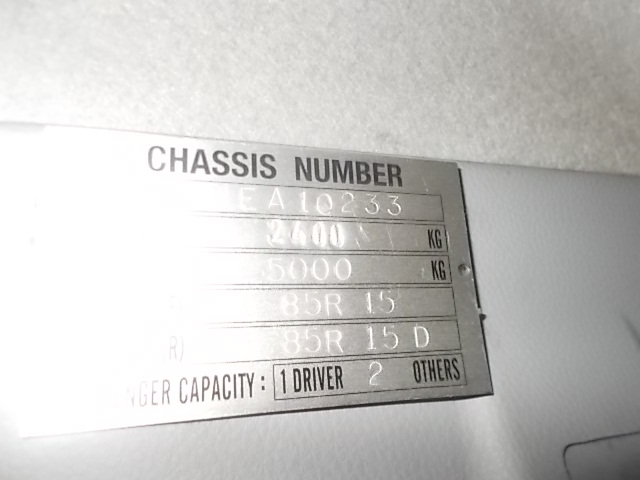 CHASSIS NUMBER
EA10233
2400 KG
5000 KG
85R 15
R) 85R 15 D
NGER CAPACITY: 1 DRIVER 2 OTHERS